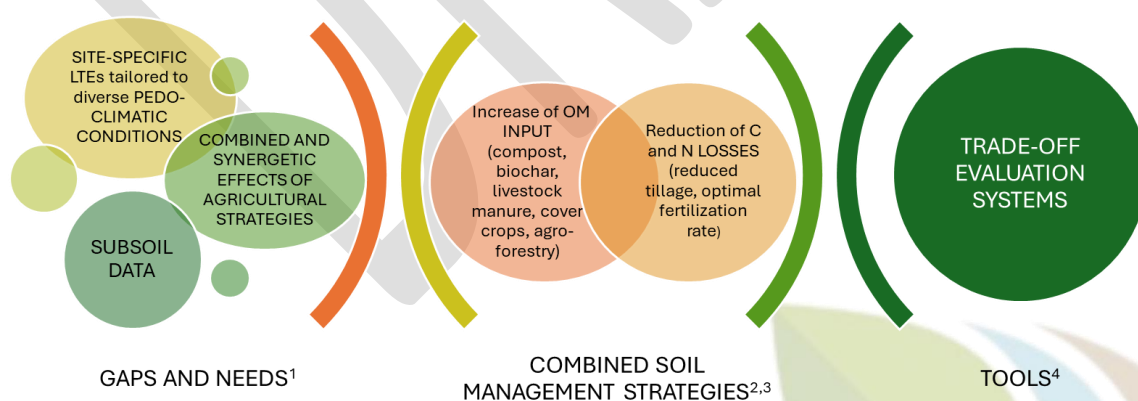 SITE-SPECIFIC
LTEs tailored to
diverse PEDO-
CLIMATIC
CONDITIONS
COMBINED AND
SYNERGETIC
EFFECTS OF
AGRICULTURAL
STRATEGIES
SUBSOIL
DATA
GAPS AND NEEDS¹
Increase of OM
INPUT
(compost,
biochar,
livestock
manure, cover
crops, agro-
forestry)
Reduction of C
and N LOSSES
(reduced
tillage, optimal
fertilization
rate)
COMBINED SOIL
MANAGEMENT STRATEGIES²,³
TRADE-OFF
EVALUATION
SYSTEMS
TOOLS⁴